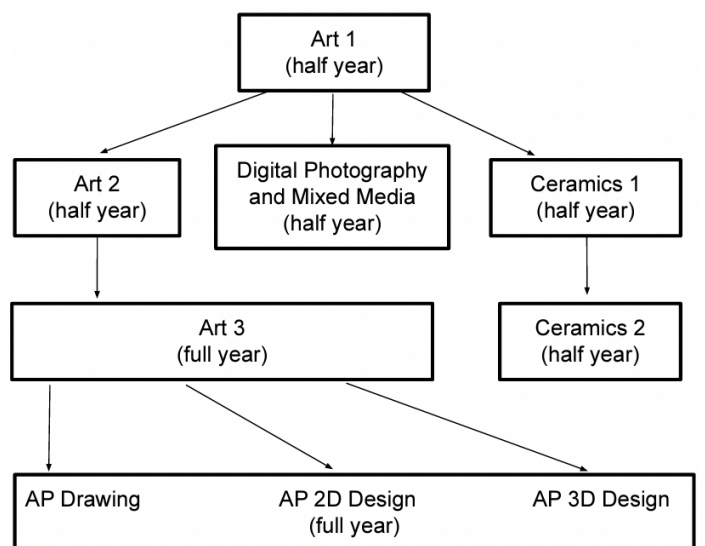 Art 1
(half year)
Art 2
(half year)
Digital Photography
and Mixed Media
(half year)
Ceramics 1
(half year)
Art 3
(full year)
Ceramics 2
(half year)
AP Drawing
AP 2D Design
(full year)
AP 3D Design